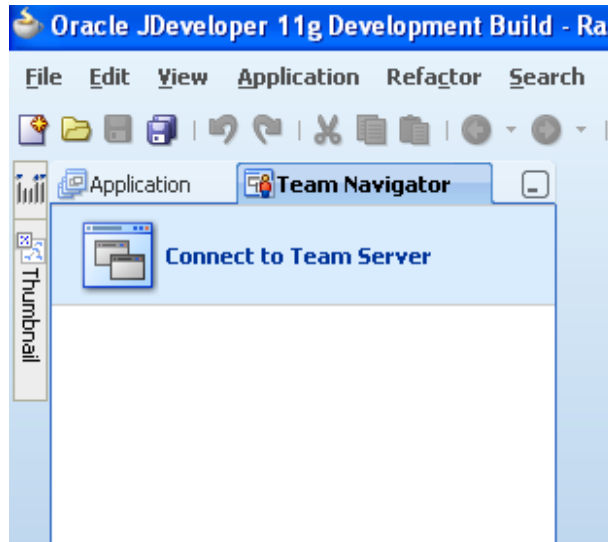 Oracle JDeveloper 11g Development Build - Ra
File Edit View Application Refactor Search
Application Team Navigator
Connect to Team Server
Thumbnail